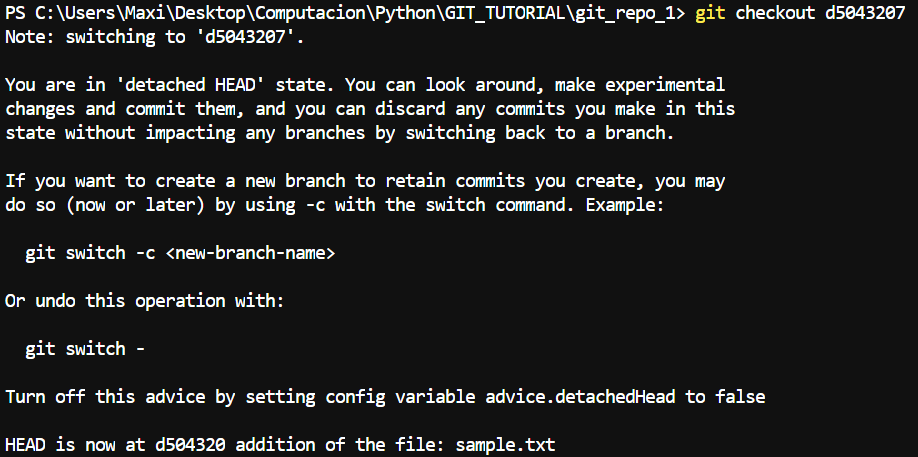 PS C:\Users\Maxi\Desktop\Computacion\Python\GIT_TUTORIAL\git_repo_1> git checkout d5043207
Note: switching to 'd5043207'.

You are in 'detached HEAD' state. You can look around, make experimental
changes and commit them, and you can discard any commits you make in this
state without impacting any branches by switching back to a branch.

If you want to create a new branch to retain commits you create, you may
do so (now or later) by using -c with the switch command. Example:

  git switch -c <new-branch-name>

Or undo this operation with:

  git switch -

Turn off this advice by setting config variable advice.detachedHead to false

HEAD is now at d504320 addition of the file: sample.txt